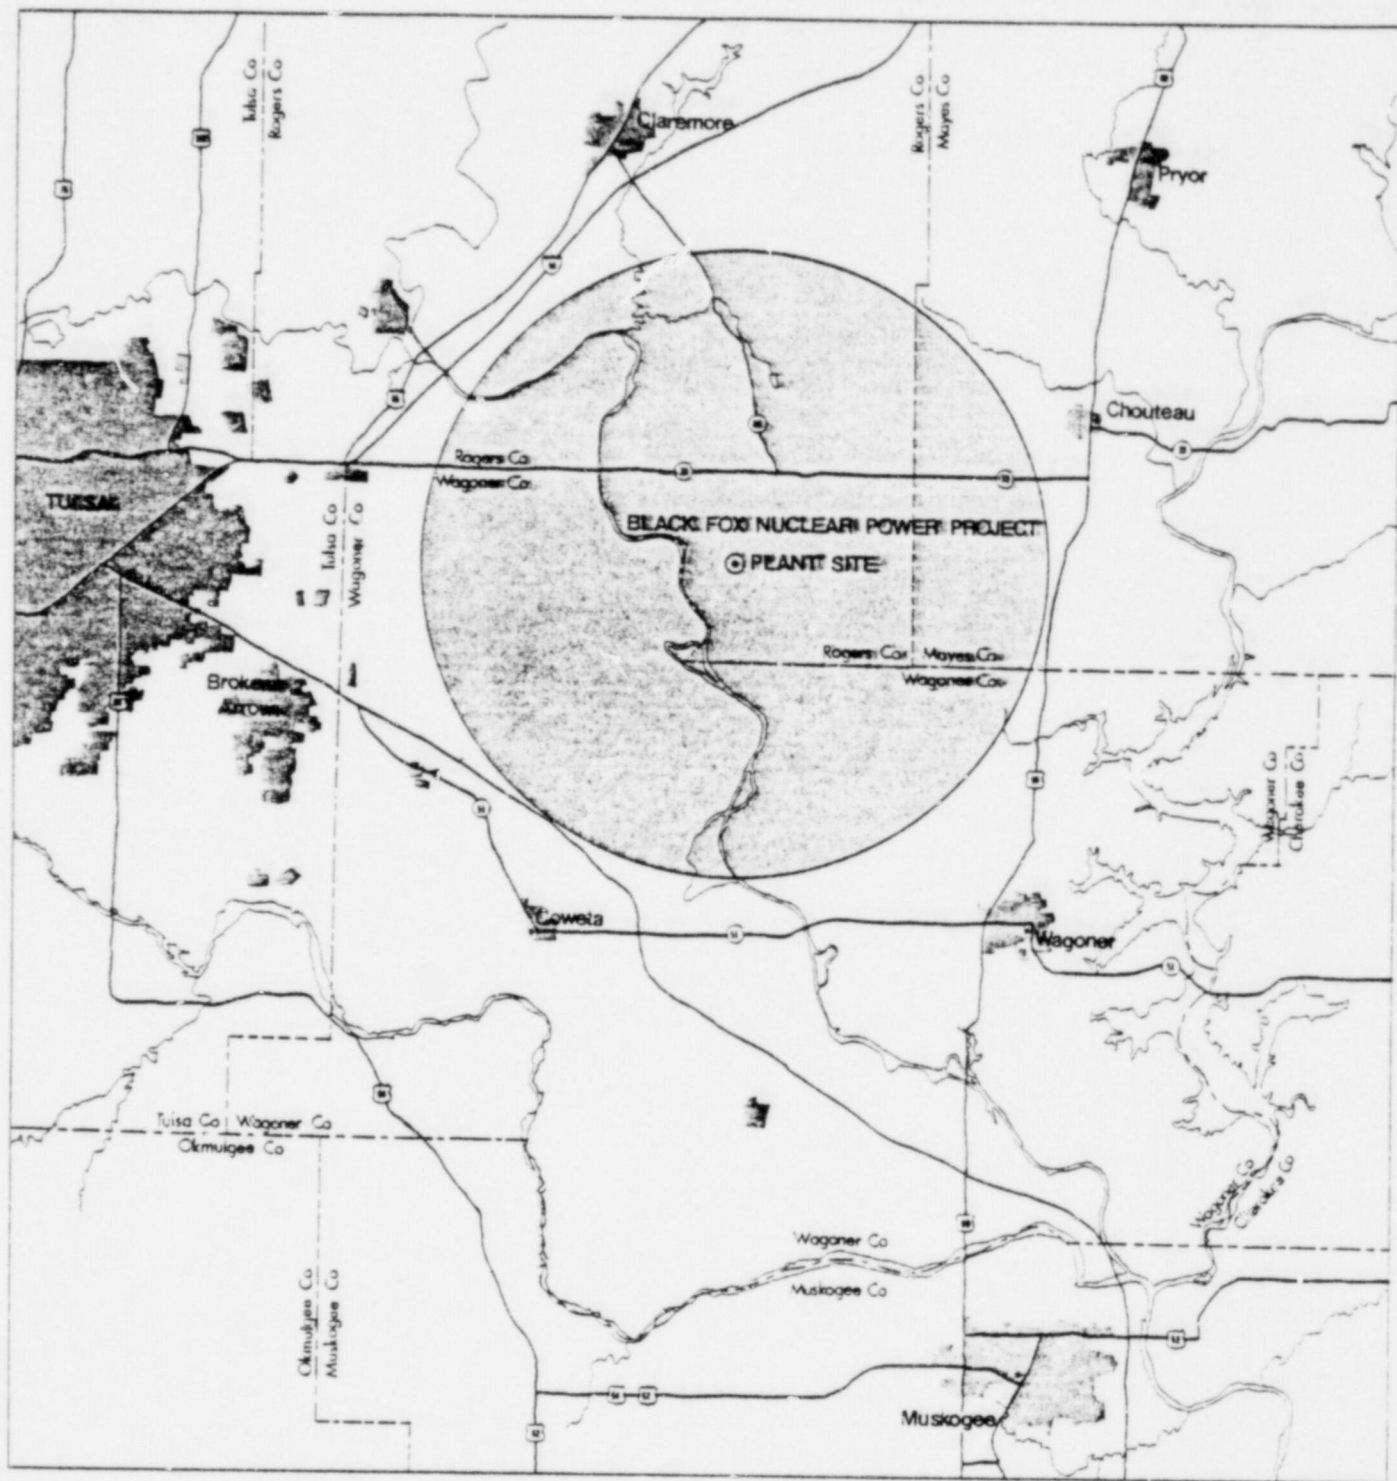 Tulsa Co
Rogers Co
Claremore
Rogers Co
Mayes Co
Pryor
Chouteau
Rogers Co
Wagoner Co
TULSA
Tulsa Co
Wagoner Co
BLACK FOX NUCLEAR POWER PROJECT
PLANT SITE
Rogers Co Mayes Co
Wagoner Co
Broken
Arrow
Wagoner Co
Cherokee Co
Coweta
Wagoner
Tulsa Co Wagoner Co
Okmulgee Co
Wagoner Co
Cherokee Co
Wagoner Co
Muskogee Co
Okmulgee Co
Muskogee Co
Muskogee